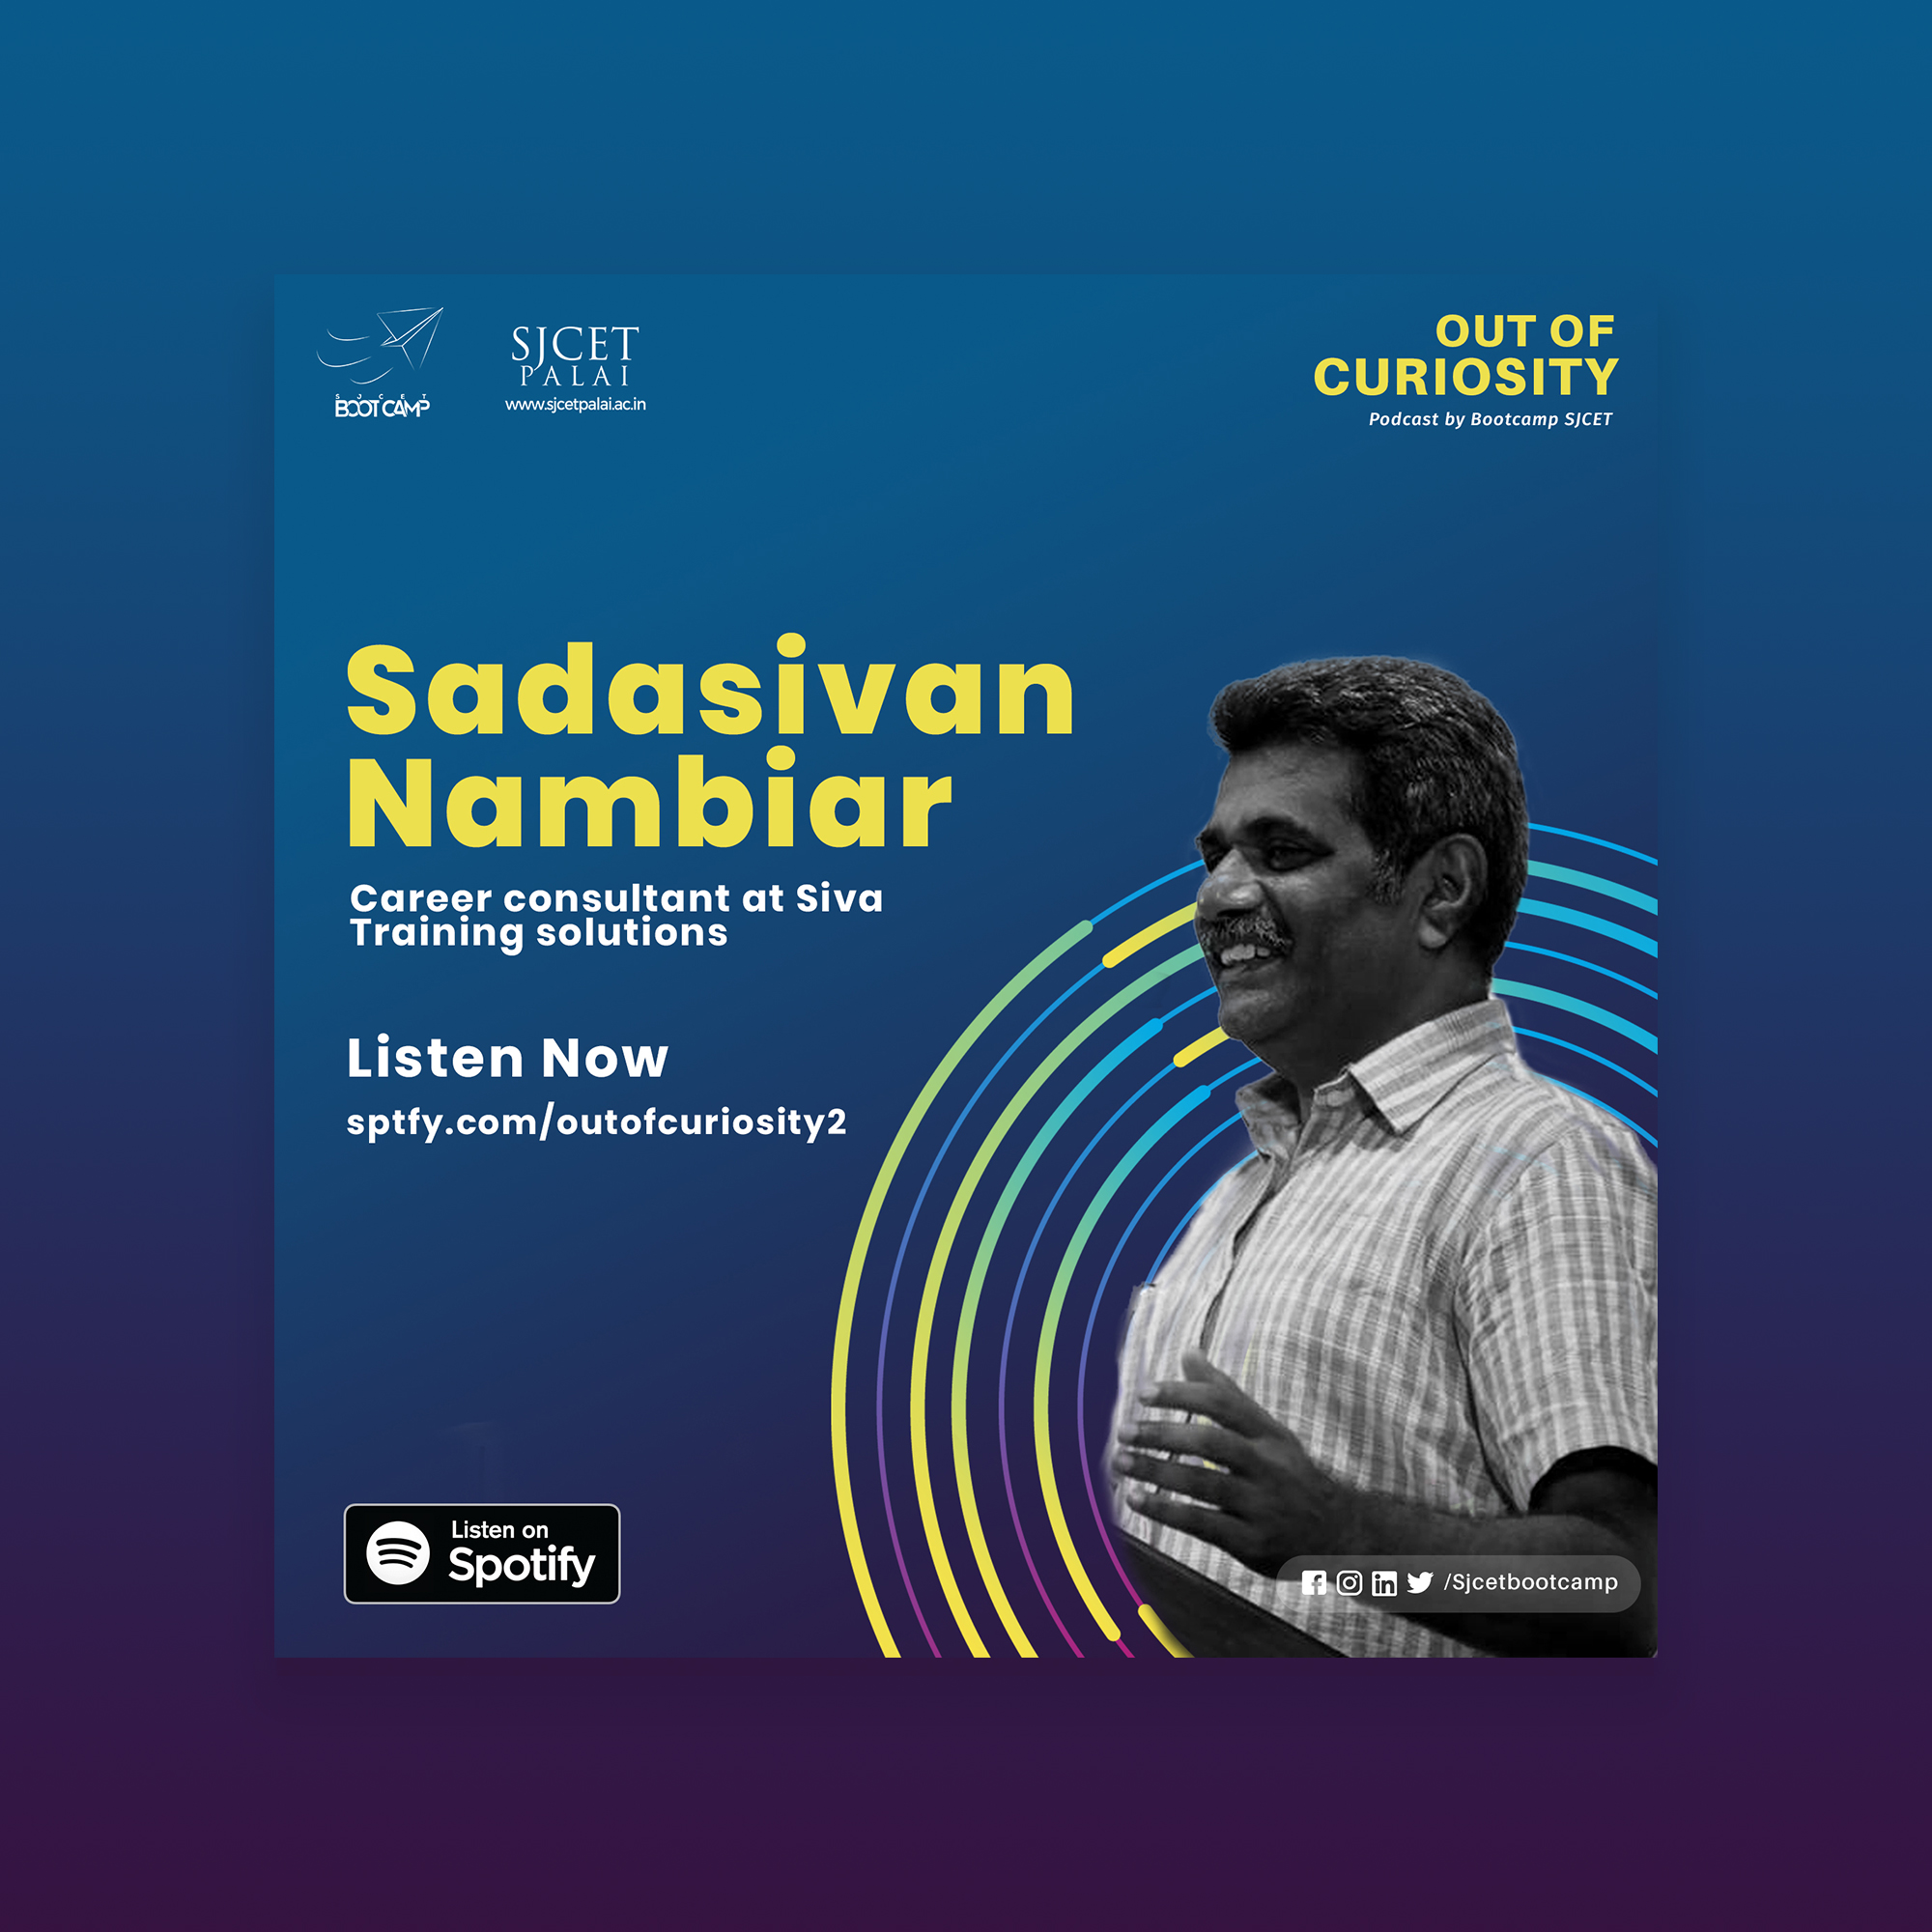 SJCET
BOOTCAMP
SJCET
PALAI
www.sjcetpalai.ac.in
OUT OF
CURIOSITY
Podcast by Bootcamp SJCET
Sadasivan
Nambiar
Career consultant at Siva
Training solutions
Listen Now
sptfy.com/outofcuriosity2
Listen on
Spotify
/Sjcetbootcamp